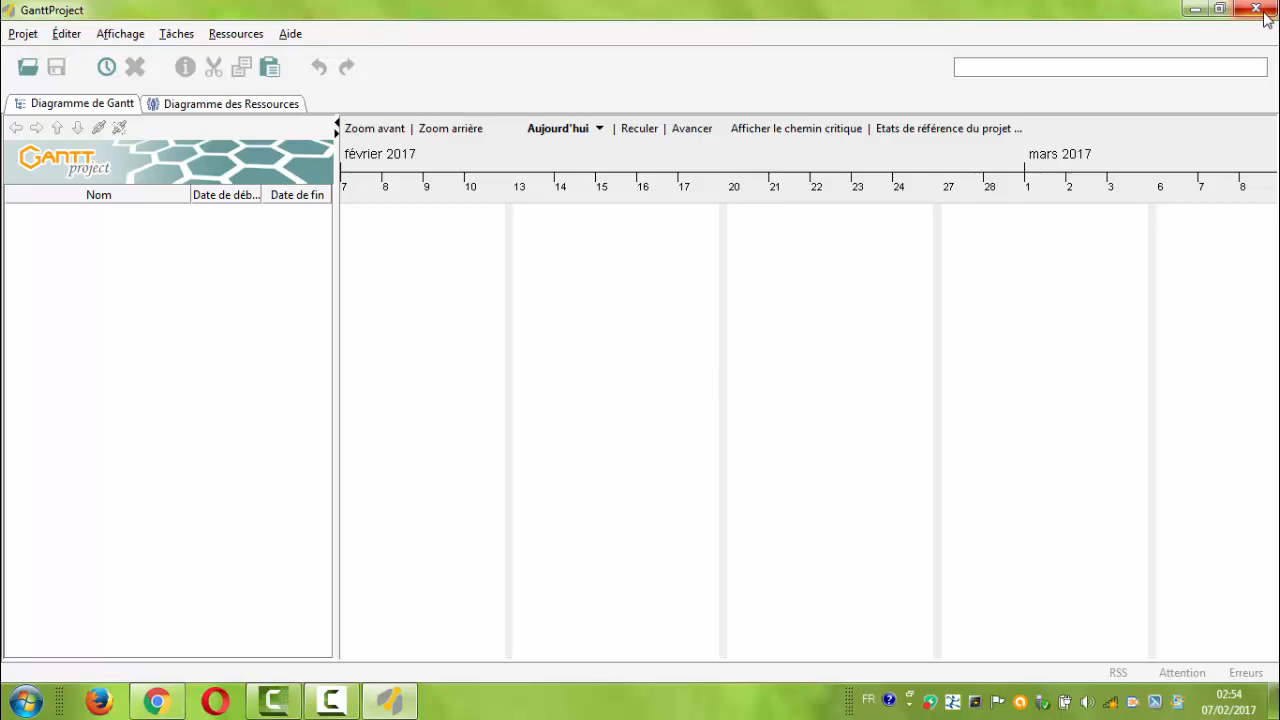 GanttProject
Projet Éditer Affichage Tâches Ressources Aide
Diagramme de Gantt Diagramme des Ressources
Zoom avant | Zoom arrière Aujourd'hui | Reculer | Avancer Afficher le chemin critique | Etats de référence du projet ...
GANTT project
février 2017 mars 2017
7 8 9 10 13 14 15 16 17 20 21 22 23 24 27 28 1 2 3 6 7 8
Nom Date de déb... Date de fin
RSS Attention Erreurs
FR
02:54
07/02/2017